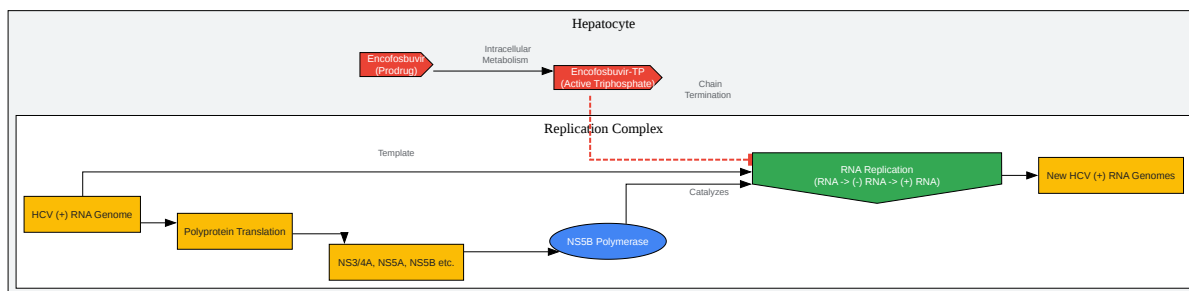 Hepatocyte
Encofosbuvir
(Prodrug)
Intracellular
Metabolism
Encofosbuvir-TP
(Active Triphosphate)
Chain
Termination
Replication Complex
Template
RNA Replication
(RNA -> (-) RNA -> (+) RNA)
New HCV (+) RNA Genomes
Catalyzes
HCV (+) RNA Genome
Polyprotein Translation
NS5B Polymerase
NS3/4A, NS5A, NS5B etc.